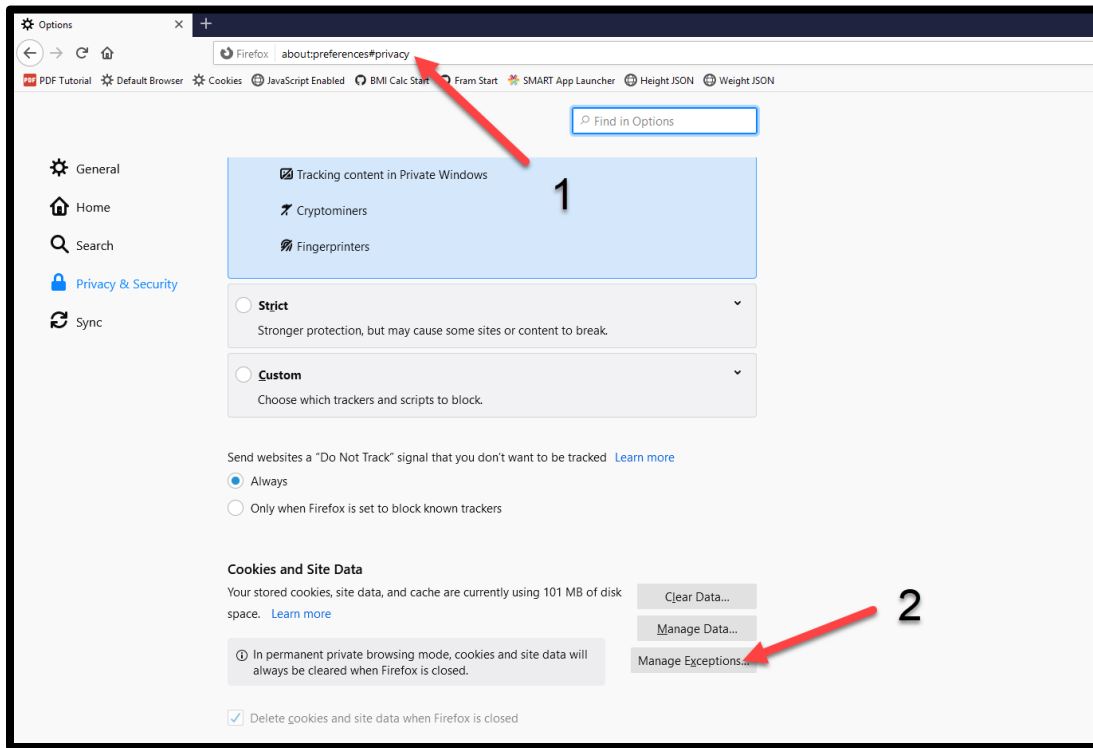 Options
Firefox about:preferences#privacy
PDF PDF Tutorial Default Browser Cookies JavaScript Enabled BMI Calc Start Fram Start SMART App Launcher Height JSON Weight JSON
Find in Options
1
General
Home
Search
Privacy & Security
Sync
Tracking content in Private Windows
Cryptominers
Fingerprinters
Strict
Stronger protection, but may cause some sites or content to break.
Custom
Choose which trackers and scripts to block.
Send websites a “Do Not Track” signal that you don’t want to be tracked Learn more
Always
Only when Firefox is set to block known trackers
Cookies and Site Data
Your stored cookies, site data, and cache are currently using 101 MB of disk
space. Learn more
Clear Data...
Manage Data...
Manage Exceptions...
2
In permanent private browsing mode, cookies and site data will
always be cleared when Firefox is closed.
Delete cookies and site data when Firefox is closed